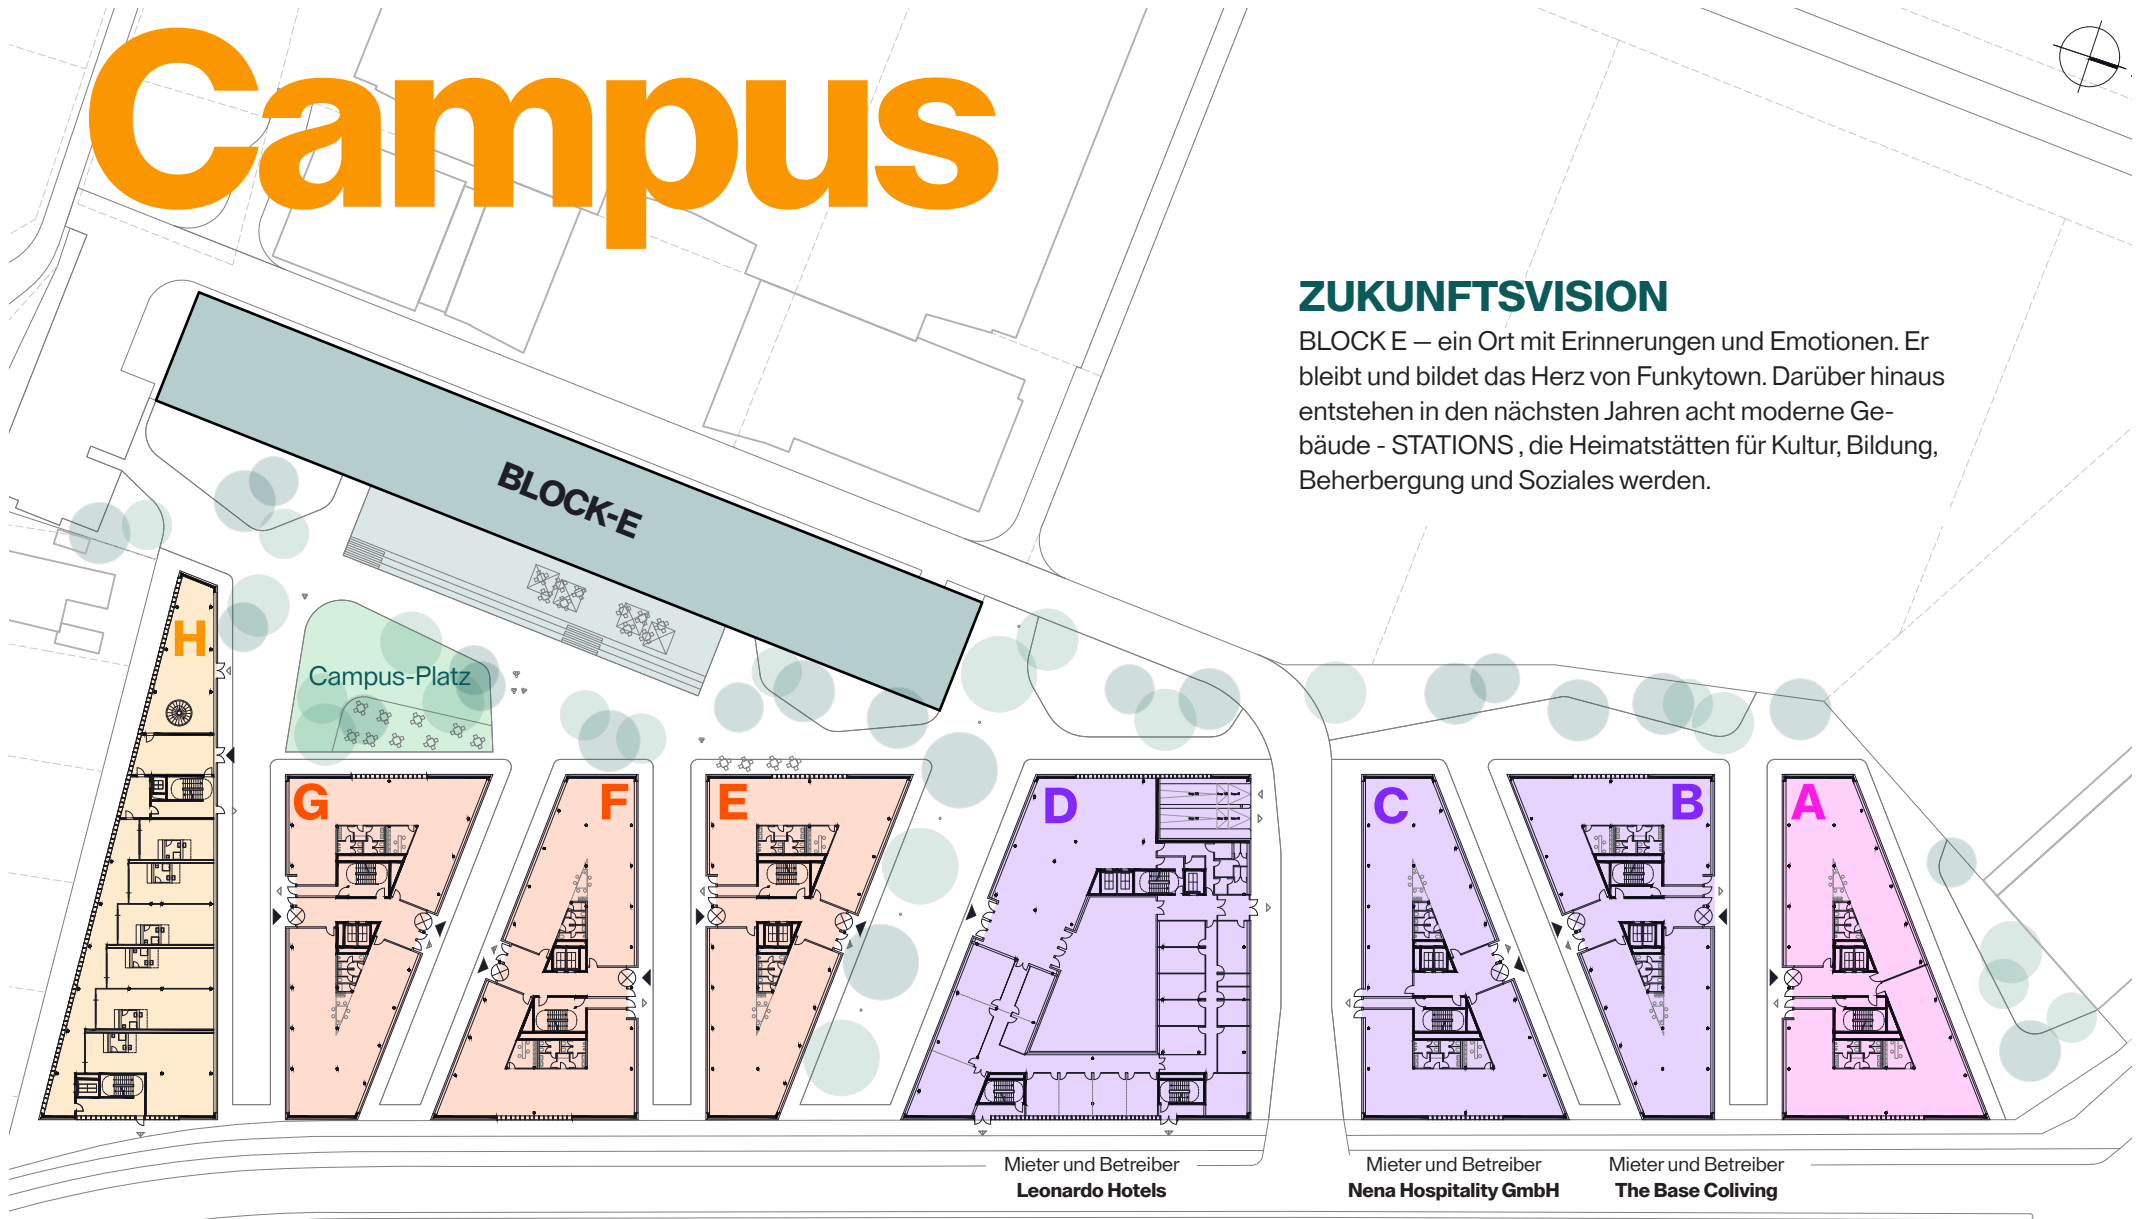 Campus
ZUKUNFTSVISION
BLOCK E — ein Ort mit Erinnerungen und Emotionen. Er
bleibt und bildet das Herz von Funkytown. Darüber hinaus
entstehen in den nächsten Jahren acht moderne Ge-
bäude - STATIONS , die Heimatstätten für Kultur, Bildung,
Beherbergung und Soziales werden.
BLOCK-E
H
Campus-Platz
G
F
E
D
C
B
A
Mieter und Betreiber
Leonardo Hotels
Mieter und Betreiber
Nena Hospitality GmbH
Mieter und Betreiber
The Base Coliving